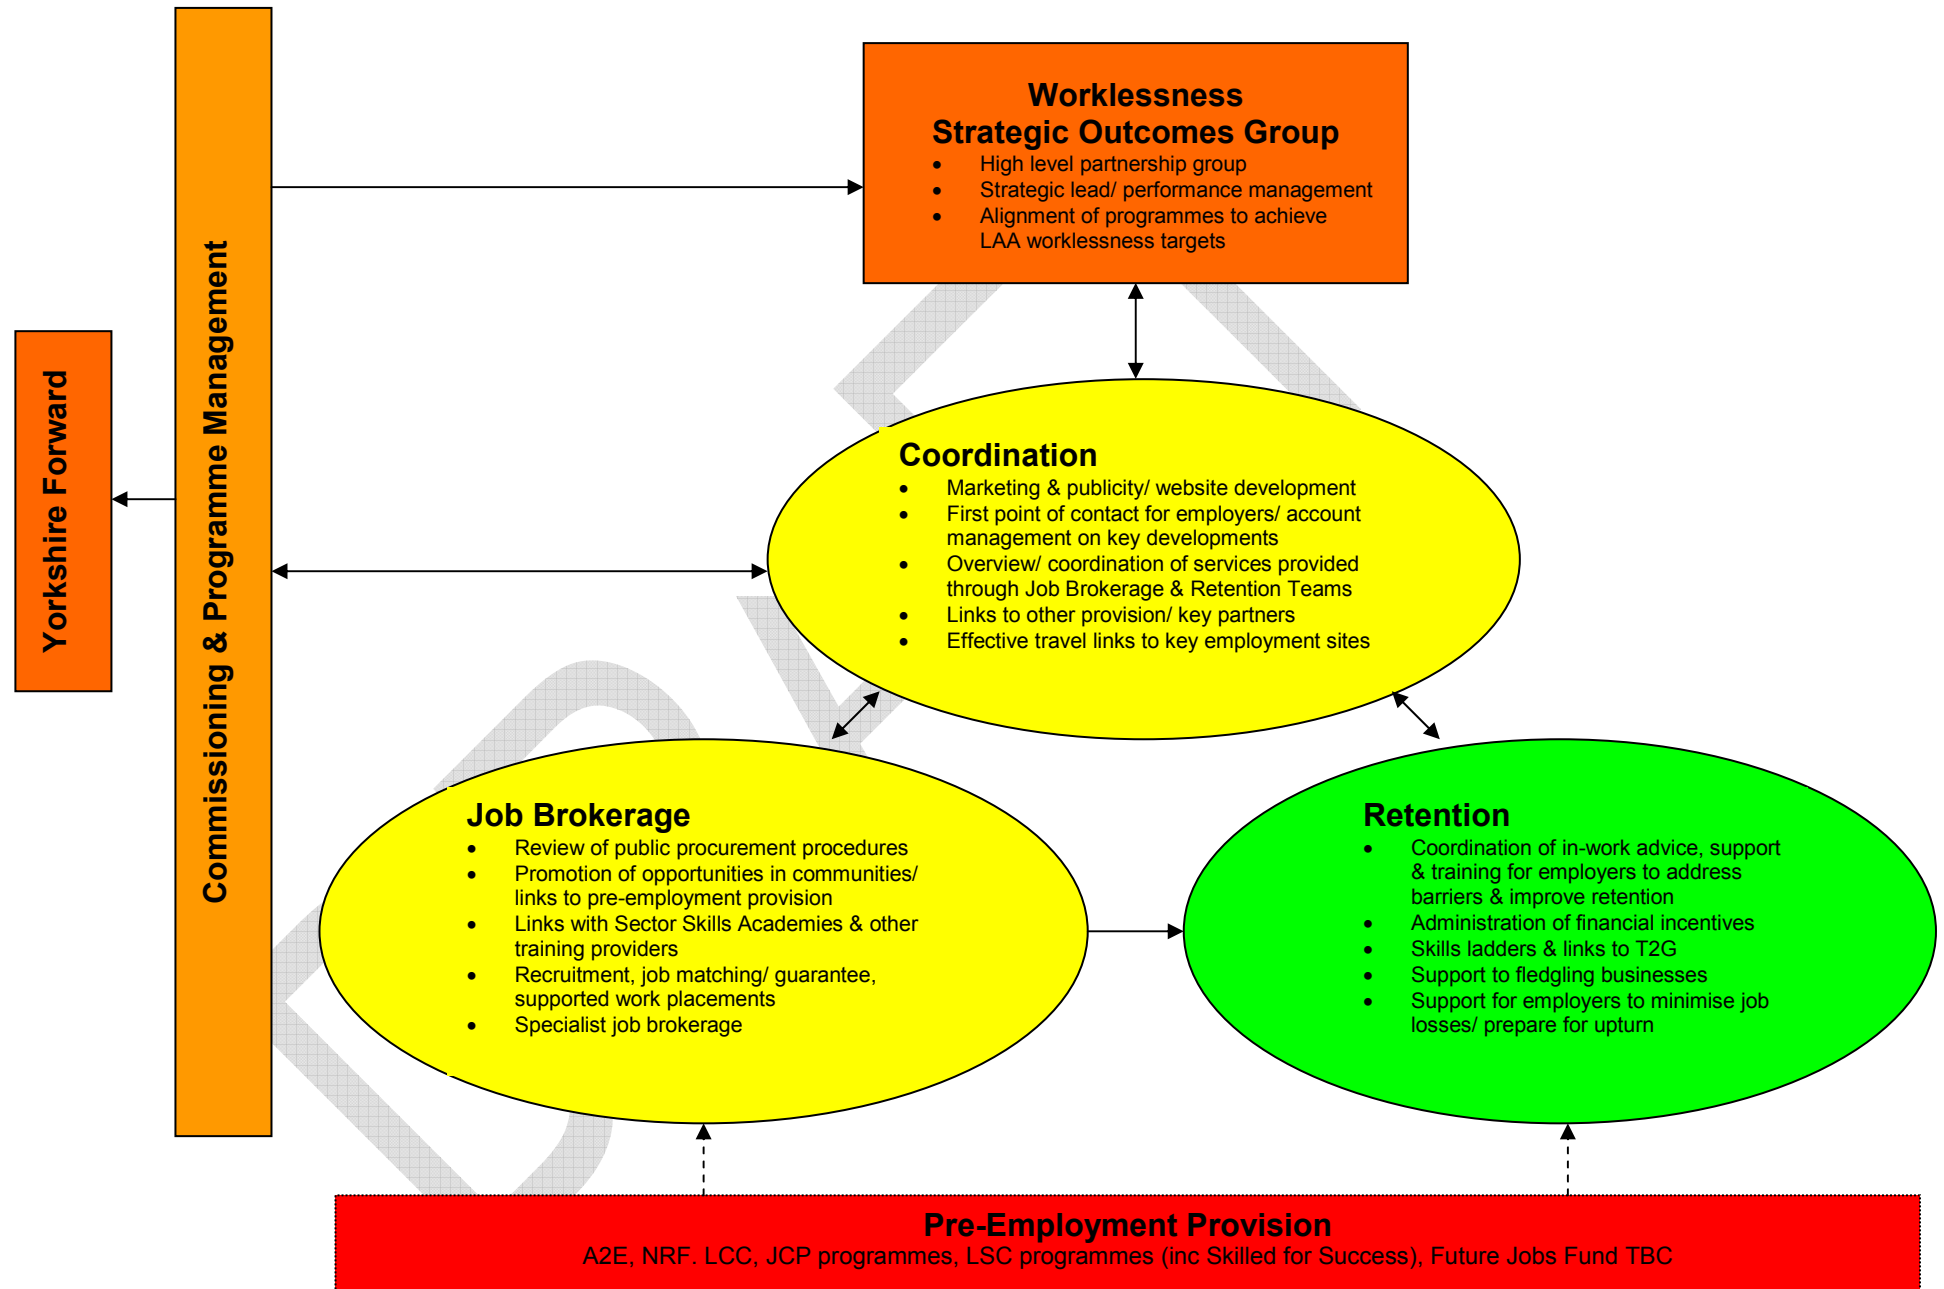 Yorkshire Forward
Commissioning & Programme Management
Worklessness
Strategic Outcomes Group
• High level partnership group
• Strategic lead/ performance management
• Alignment of programmes to achieve
LAA worklessness targets
Coordination
• Marketing & publicity/ website development
• First point of contact for employers/ account
management on key developments
• Overview/ coordination of services provided
through Job Brokerage & Retention Teams
• Links to other provision/ key partners
• Effective travel links to key employment sites
Job Brokerage
• Review of public procurement procedures
• Promotion of opportunities in communities/
links to pre-employment provision
• Links with Sector Skills Academies & other
training providers
• Recruitment, job matching/ guarantee,
supported work placements
• Specialist job brokerage
Retention
• Coordination of in-work advice, support
& training for employers to address
barriers & improve retention
• Administration of financial incentives
• Skills ladders & links to T2G
• Support to fledgling businesses
• Support for employers to minimise job
losses/ prepare for upturn
Pre-Employment Provision
A2E, NRF. LCC, JCP programmes, LSC programmes (inc Skilled for Success), Future Jobs Fund TBC